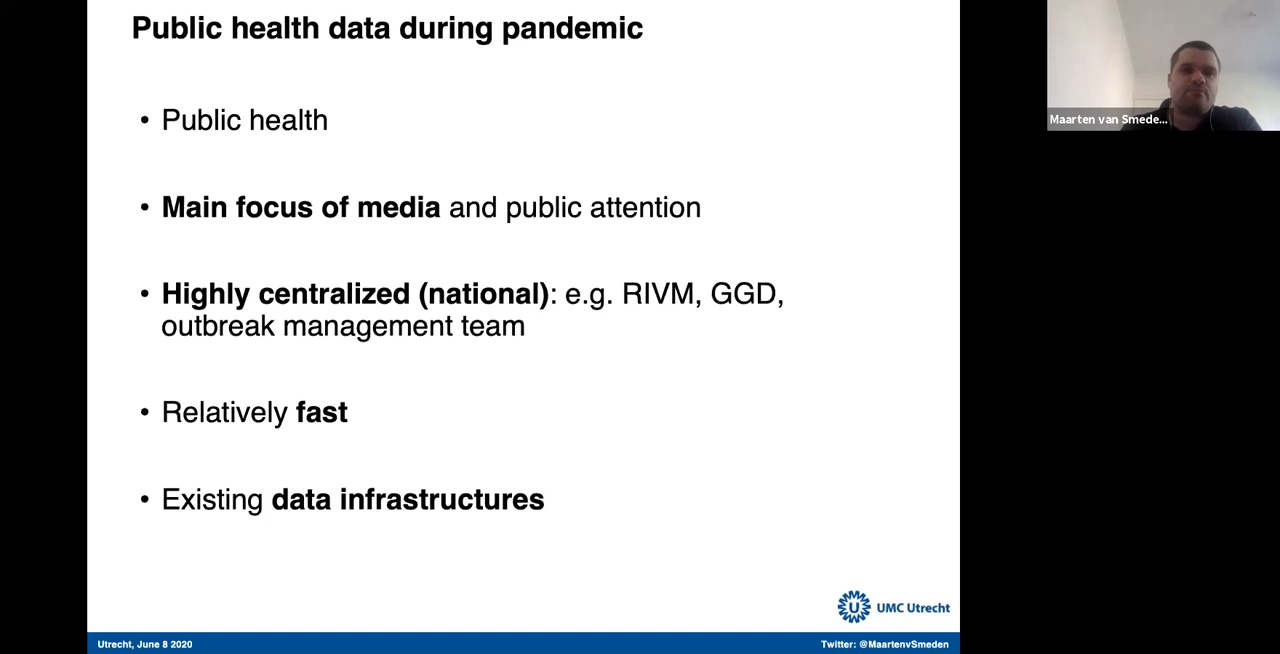 Public health data during pandemic
• Public health
• Main focus of media and public attention
• Highly centralized (national): e.g. RIVM, GGD,
outbreak management team
• Relatively fast
• Existing data infrastructures
U
UMC Utrecht
Utrecht, June 8 2020
Twitter: @MaartenvSmeden
Maarten van Smede...